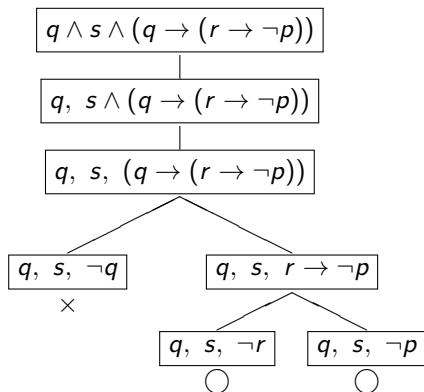 q ∧ s ∧ (q → (r → ¬p))
q, s ∧ (q → (r → ¬p))
q, s, (q → (r → ¬p))
q, s, ¬q
q, s, r → ¬p
×
q, s, ¬r
q, s, ¬p